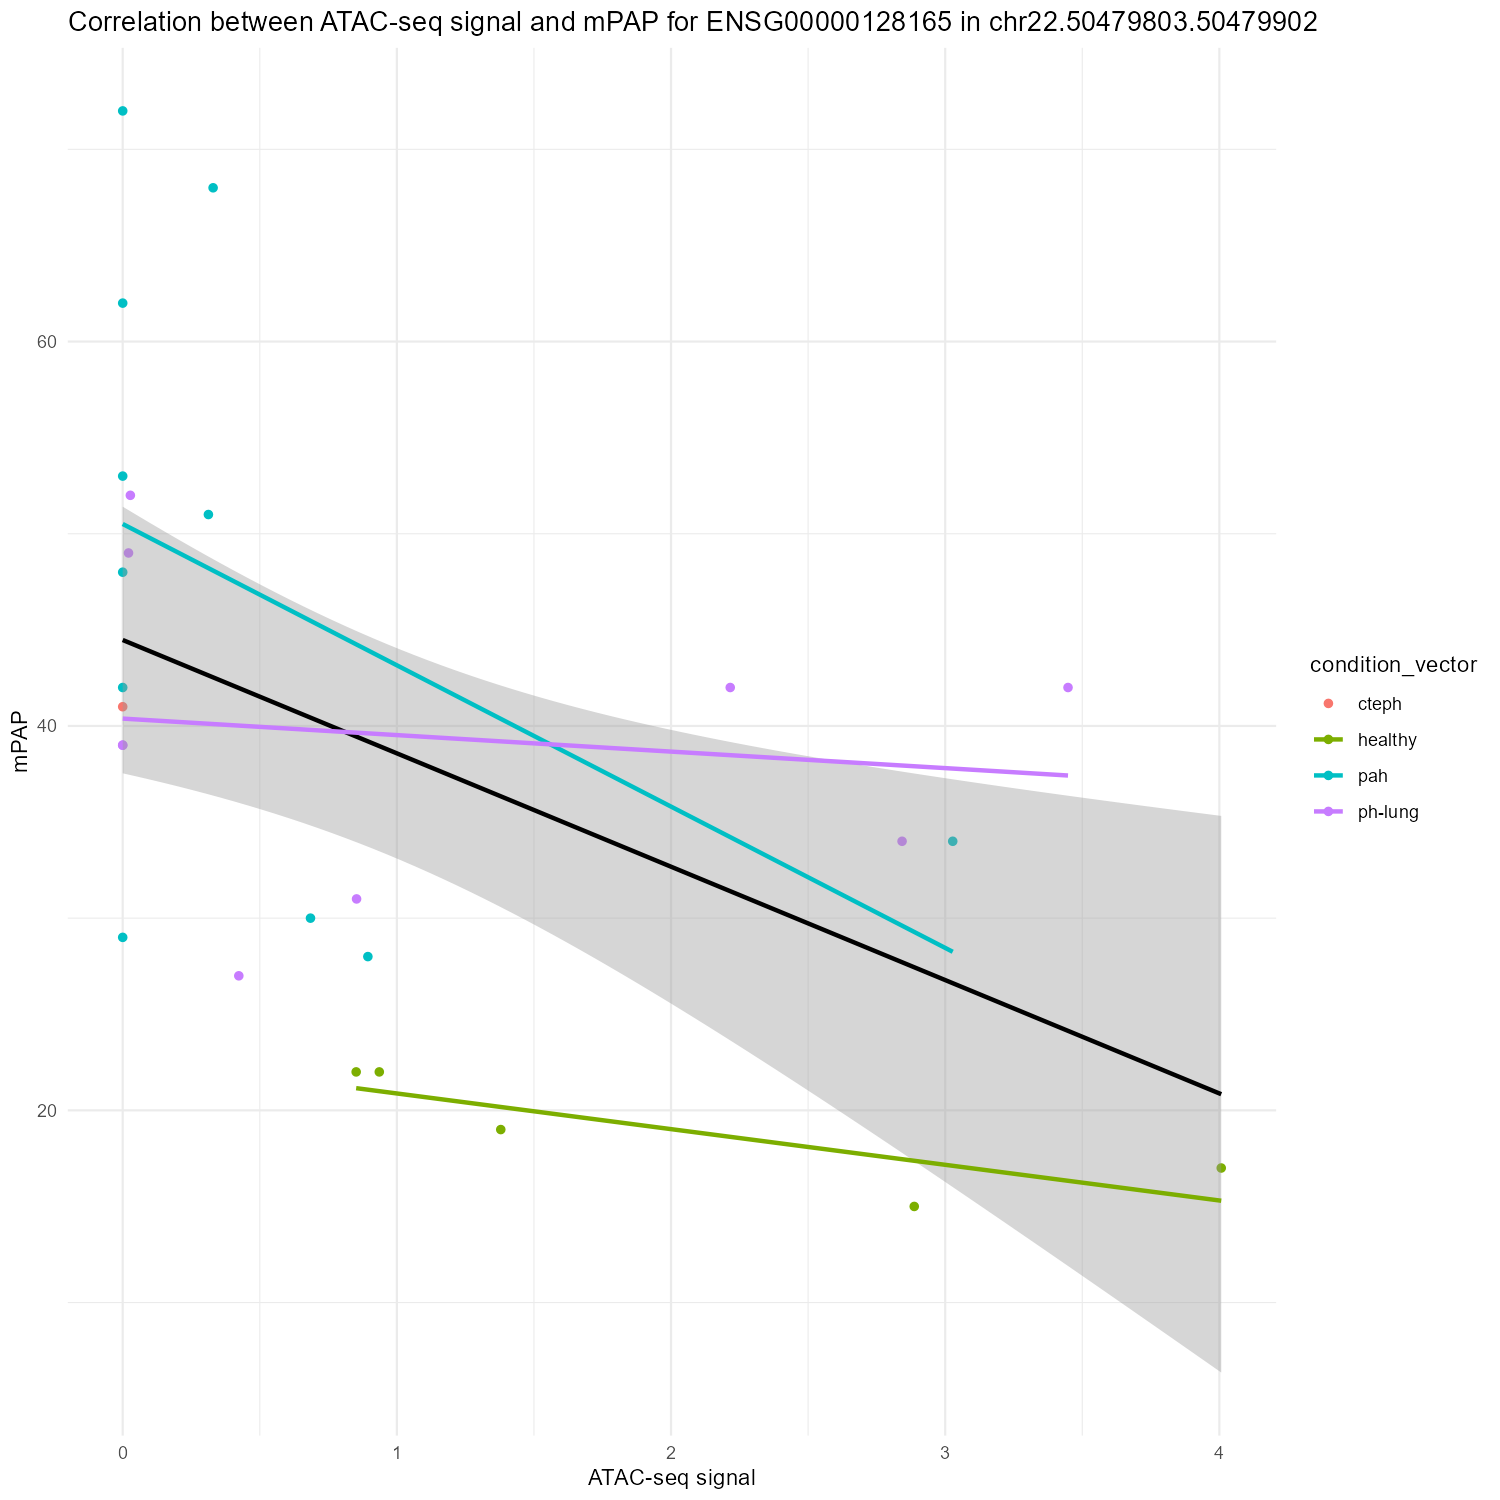 Correlation between ATAC-seq signal and mPAP for ENSG00000128165 in chr22.50479803.50479902
mPAP
60
40
20
0
1
2
3
4
ATAC-seq signal
condition_vector
cteph
healthy
pah
ph-lung